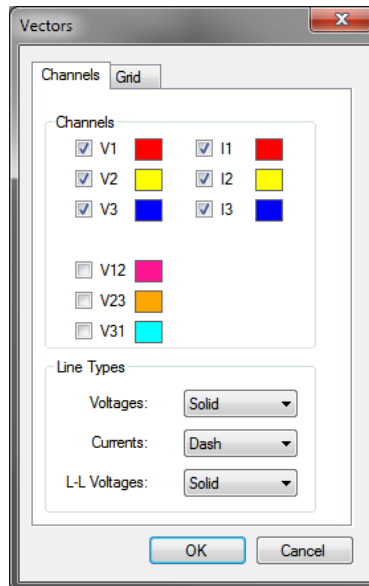 Vectors
Channels Grid
Channels
V1 I1
V2 I2
V3 I3
V12
V23
V31
Line Types
Voltages: Solid
Currents: Dash
L-L Voltages: Solid
OK Cancel